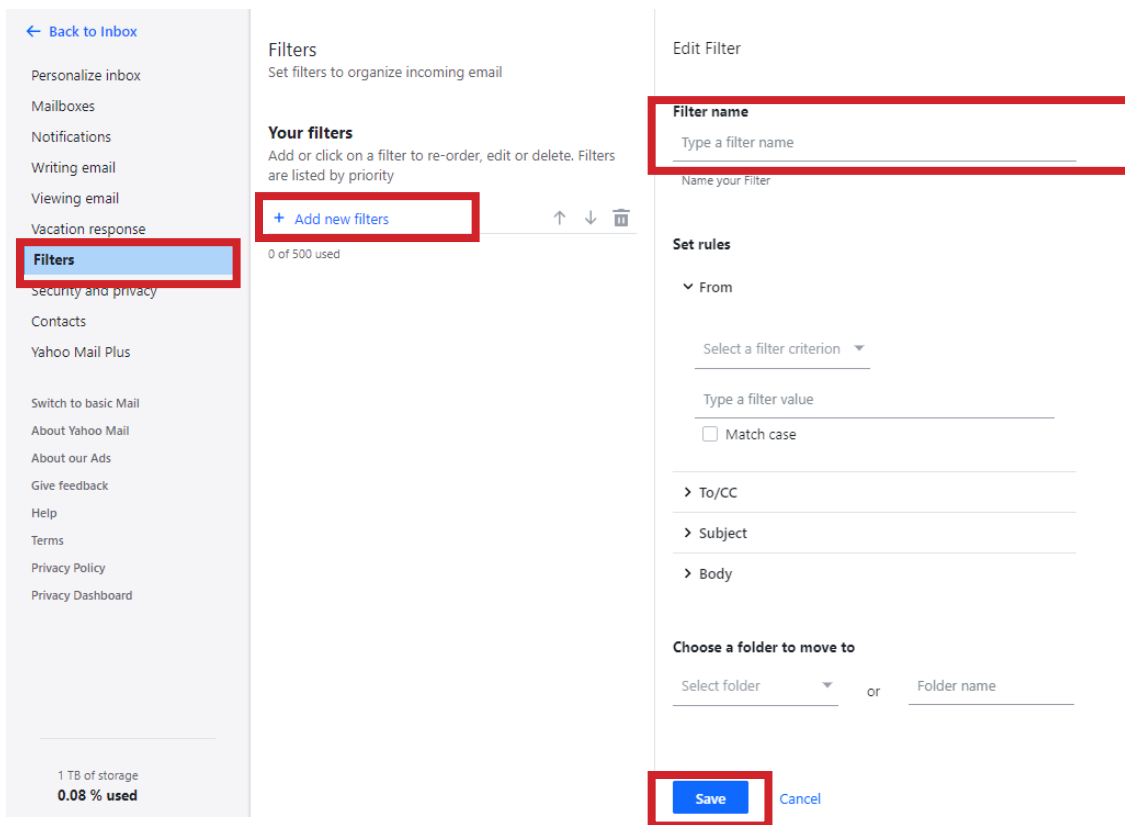 ← Back to Inbox
Personalize inbox
Mailboxes
Notifications
Writing email
Viewing email
Vacation response
Filters
Security and privacy
Contacts
Yahoo Mail Plus
Switch to basic Mail
About Yahoo Mail
About our Ads
Give feedback
Help
Terms
Privacy Policy
Privacy Dashboard
1 TB of storage
0.08 % used
Filters
Set filters to organize incoming email
Your filters
Add or click on a filter to re-order, edit or delete. Filters
are listed by priority
+ Add new filters
0 of 500 used
Edit Filter
Filter name
Type a filter name
Name your Filter
Set rules
From
Select a filter criterion
Type a filter value
Match case
To/CC
Subject
Body
Choose a folder to move to
Select folder or Folder name
Save Cancel